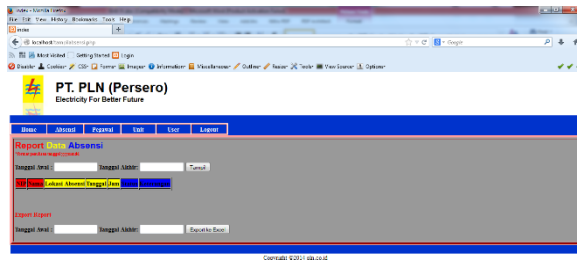 Index - Mozilla Firefox
File Edit View History Bookmarks Tools Help
Index
localhost
Google
Most Visited Getting Started Login
Disable Cookies CSS Forms Images Information Miscellaneous Outline Resize Tools View Source Options
PT. PLN (Persero)
Electricity For Better Future
Home Absensi Pegawai Unit User Logout
Report Data Absensi
Tanggal Awal : Tanggal Akhir: Tampil
NIP Nama Lokasi Absensi Tanggal Jam
Export Report
Tanggal Awal : Tanggal Akhir: Export ke Excel
Copyright ©2014 pln.co.id